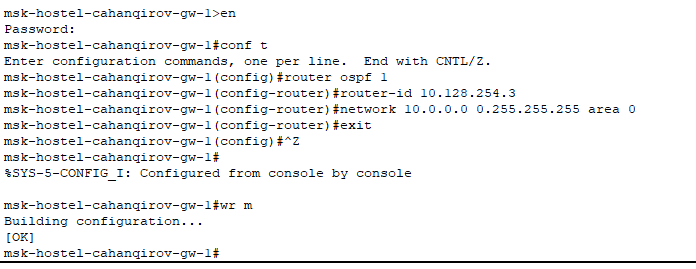 msk-hostel-cahanqirov-gw-1>en
Password:
msk-hostel-cahanqirov-gw-1#conf t
Enter configuration commands, one per line.  End with CNTL/Z.
msk-hostel-cahanqirov-gw-1(config)#router ospf 1
msk-hostel-cahanqirov-gw-1(config-router)#router-id 10.128.254.3
msk-hostel-cahanqirov-gw-1(config-router)#network 10.0.0.0 0.255.255.255 area 0
msk-hostel-cahanqirov-gw-1(config-router)#exit
msk-hostel-cahanqirov-gw-1(config)#^Z
msk-hostel-cahanqirov-gw-1#
%SYS-5-CONFIG_I: Configured from console by console

msk-hostel-cahanqirov-gw-1#wr m
Building configuration...
[OK]
msk-hostel-cahanqirov-gw-1#